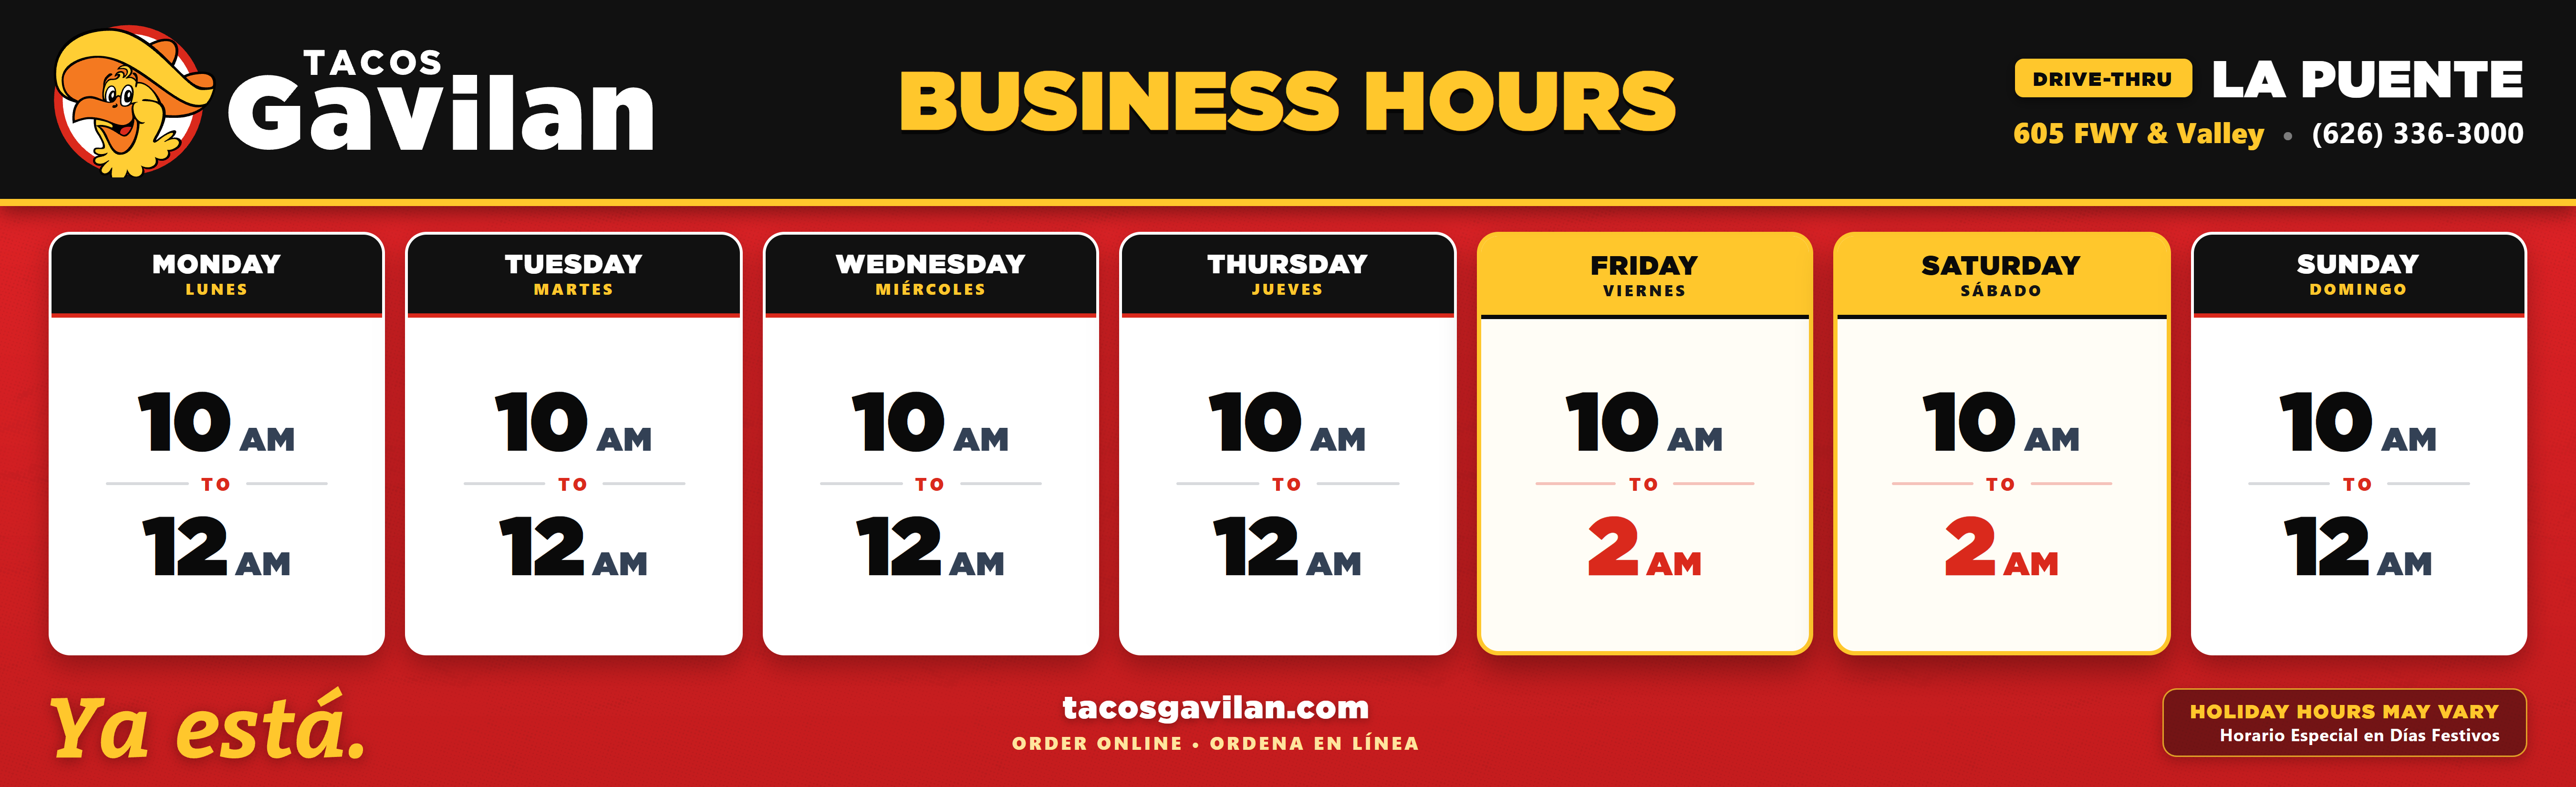 TACOS
Gavilan
BUSINESS HOURS
DRIVE-THRU LA PUENTE
605 FWY & Valley • (626) 336-3000
MONDAY
LUNES
10 AM
TO
12 AM
TUESDAY
MARTES
10 AM
TO
12 AM
WEDNESDAY
MIÉRCOLES
10 AM
TO
12 AM
THURSDAY
JUEVES
10 AM
TO
12 AM
FRIDAY
VIERNES
10 AM
TO
2 AM
SATURDAY
SÁBADO
10 AM
TO
2 AM
SUNDAY
DOMINGO
10 AM
TO
12 AM
Ya está.
tacosgavilan.com
ORDER ONLINE • ORDENA EN LÍNEA
HOLIDAY HOURS MAY VARY
Horario Especial en Días Festivos